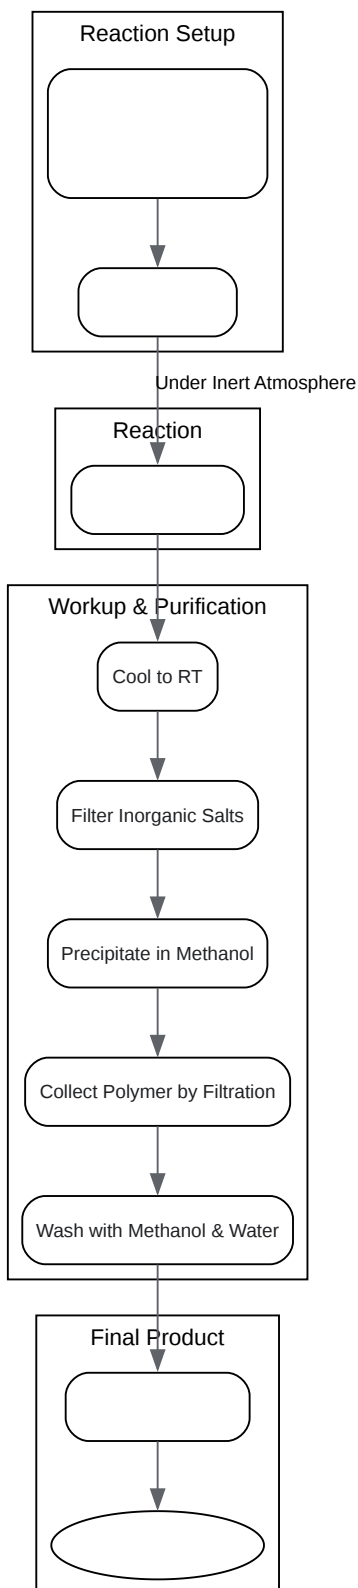 Reaction Setup
Under Inert Atmosphere
Reaction
Workup & Purification
Cool to RT
Filter Inorganic Salts
Precipitate in Methanol
Collect Polymer by Filtration
Wash with Methanol & Water
Final Product